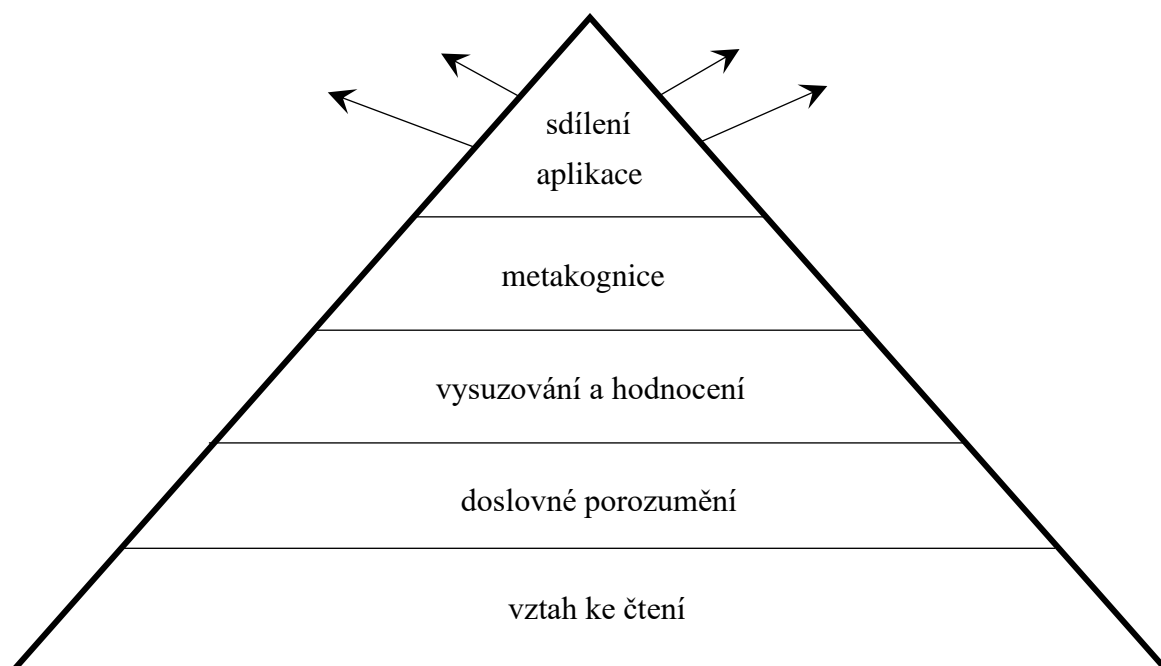 sdílení
aplikace
metakognice
vysuzování a hodnocení
doslovné porozumění
vztah ke čtení